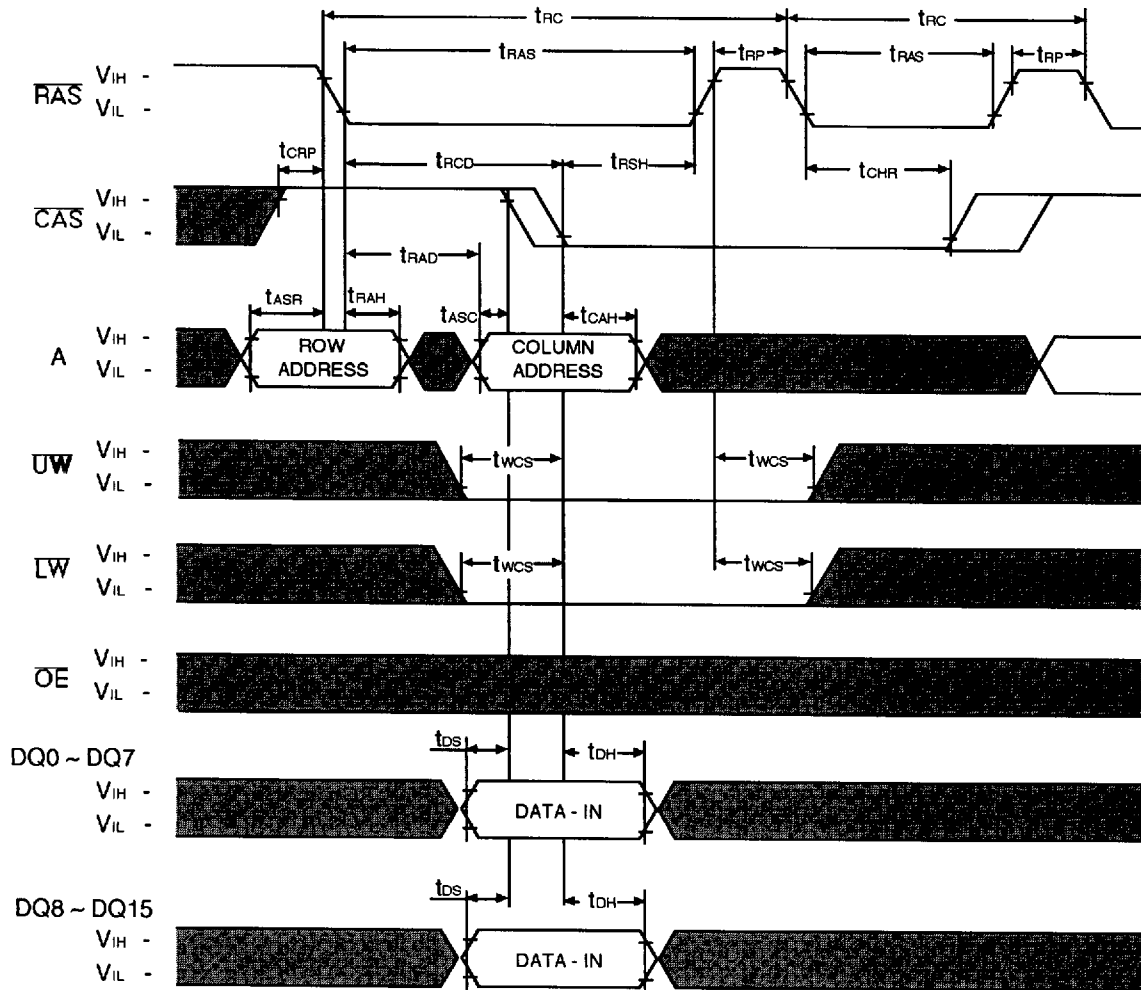 tRC tRC
tRAS tRP tRAS tRP
RAS VIH -
VIL -
tCRP tRCD tRSH tCHR
CAS VIH -
VIL -
tRAD
tASR tRAH tASC tCAH
A VIH -
VIL -
ROW ADDRESS
COLUMN ADDRESS
UW VIH -
VIL -
tWCS tWCS
LW VIH -
VIL -
tWCS tWCS
OE VIH -
VIL -
DQ0 ~ DQ7
tDS tDH
VIH -
VIL -
DATA - IN
DQ8 ~ DQ15
tDS tDH
VIH -
VIL -
DATA - IN